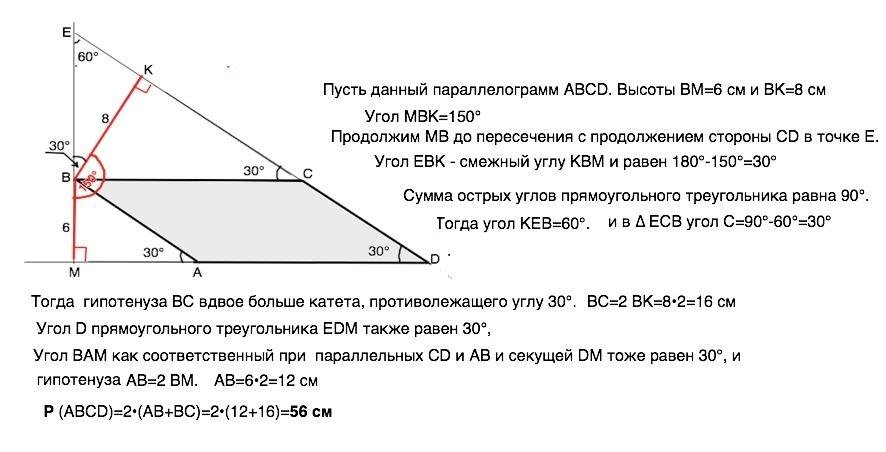 E
60°
K
8
30°
B
150°
30°
C
6
30°
30°
D
M
A
Пусть данный параллелограмм ABCD. Высоты BM=6 см и BK=8 см
Угол MBK=150°
Продолжим MB до пересечения с продолжением стороны CD в точке E.
Угол EBK - смежный углу KBM и равен 180°-150°=30°
Сумма острых углов прямоугольного треугольника равна 90°.
Тогда угол KEB=60°. и в Δ ECB угол C=90°-60°=30°
Тогда гипотенуза BC вдвое больше катета, противолежащего углу 30°. BC=2 BK=8•2=16 см
Угол D прямоугольного треугольника EDM также равен 30°,
Угол BAM как соответственный при параллельных CD и AB и секущей DM тоже равен 30°, и
гипотенуза AB=2 BM. AB=6•2=12 см
P (ABCD)=2•(AB+BC)=2•(12+16)=56 см